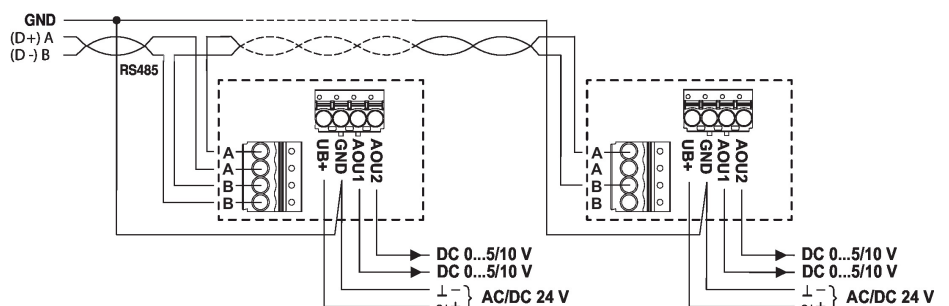 GND
(D+) A
(D-) B
RS485
A
A
B
B
UB+
GND
AOU1
AOU2
DC 0...5/10 V
DC 0...5/10 V
AC/DC 24 V
A
A
B
B
UB+
GND
AOU1
AOU2
DC 0...5/10 V
DC 0...5/10 V
AC/DC 24 V